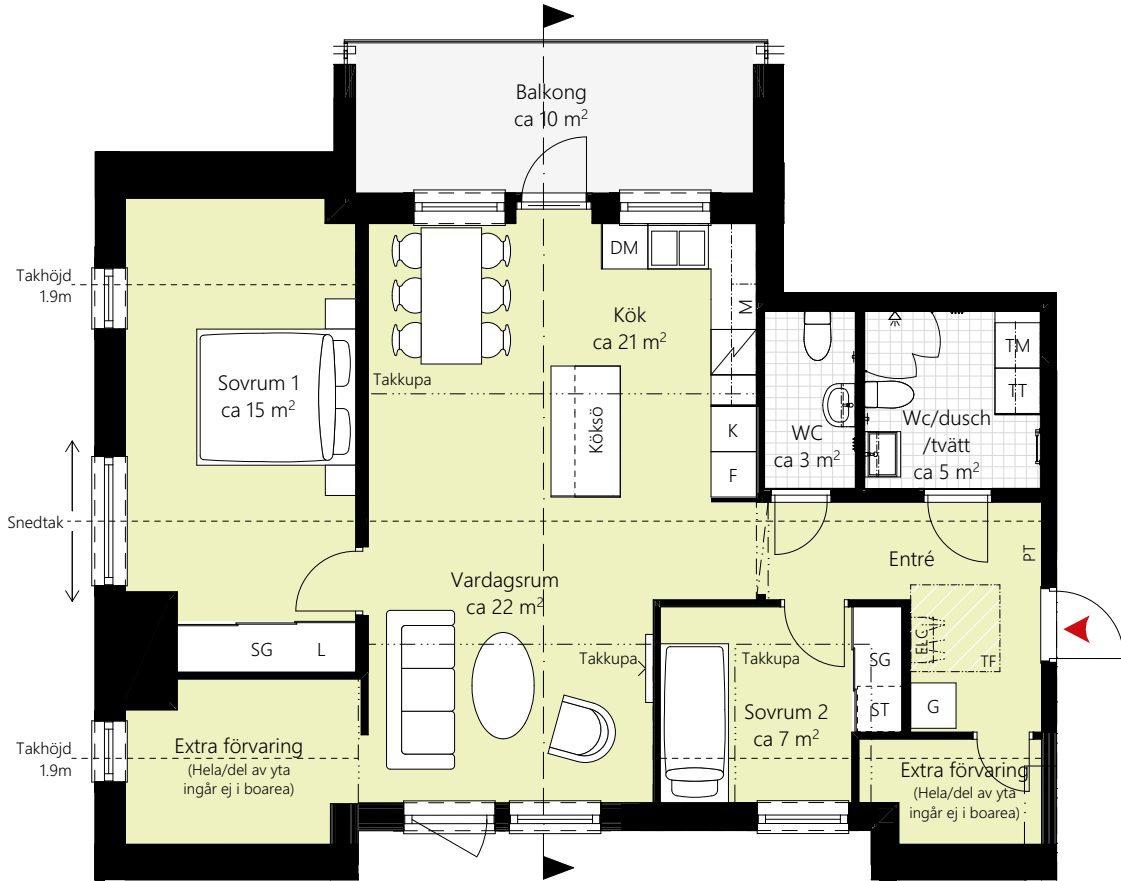 Balkong
ca 10 m²
Takhöjd
1.9m
DM
M
Kök
ca 21 m²
TM
TT
Takkupa
Sovrum 1
ca 15 m²
Köksö
K
F
WC
ca 3 m²
Wc/dusch
/tvätt
ca 5 m²
Snedtak
Entré
PT
Vardagsrum
ca 22 m²
SG
L
Takkupa
Takkupa
SG
ST
ELC
TF
G
Sovrum 2
ca 7 m²
Takhöjd
1.9m
Extra förvaring
(Hela/del av yta
ingår ej i boarea)
Extra förvaring
(Hela/del av yta
ingår ej i boarea)